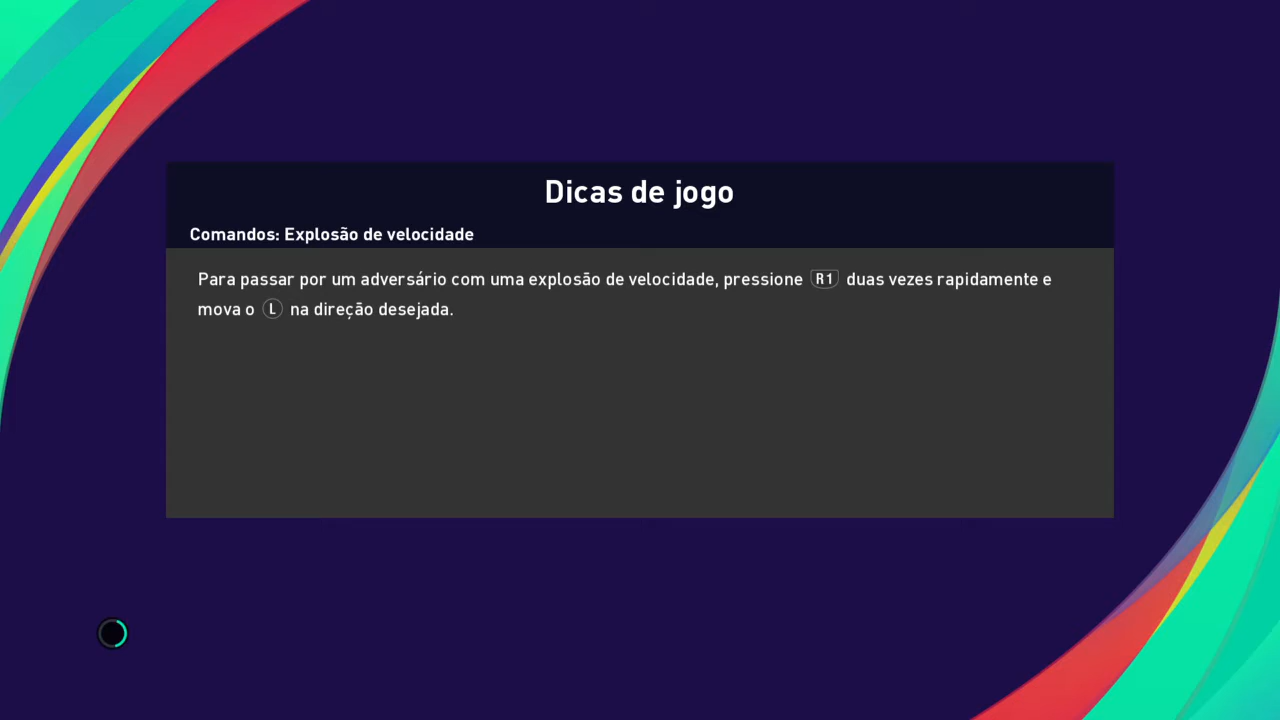 Dicas de jogo
Comandos: Explosão de velocidade
Para passar por um adversário com uma explosão de velocidade, pressione R1 duas vezes rapidamente e
mova o L na direção desejada.